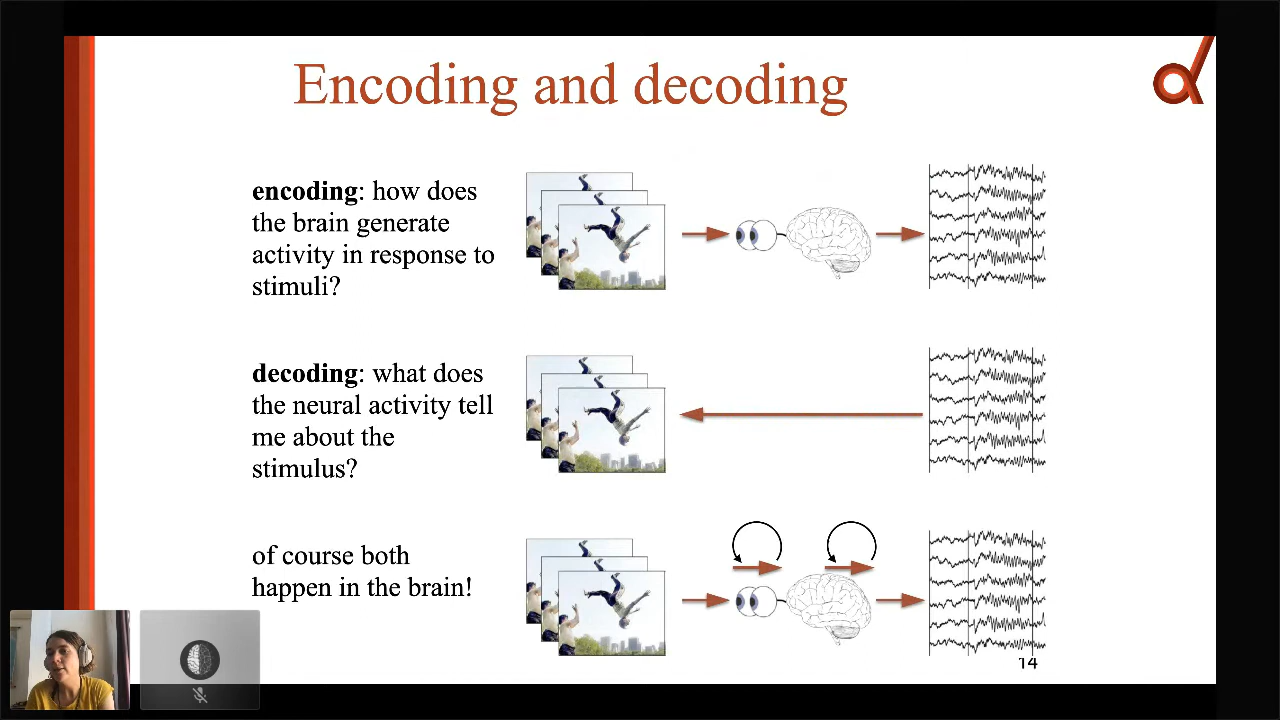 Encoding and decoding
encoding: how does
the brain generate
activity in response to
stimuli?
decoding: what does
the neural activity tell
me about the
stimulus?
of course both
happen in the brain!
14